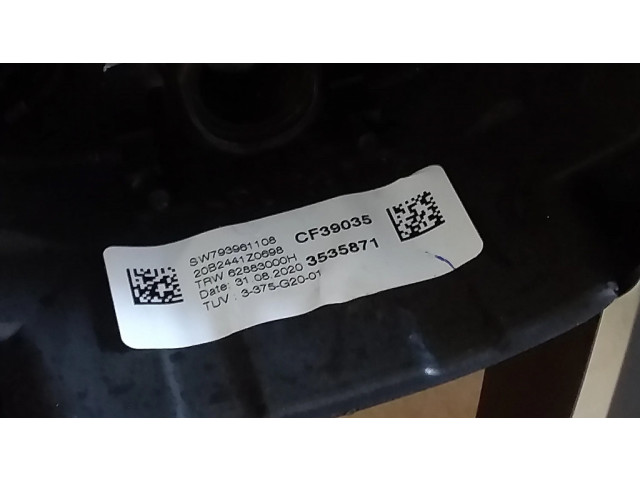 SW793961108
20B2441Z0698 CF39035
TRW 62883000H
Date: 31.08.2020 3535871
TUV : 3-375-G20-01